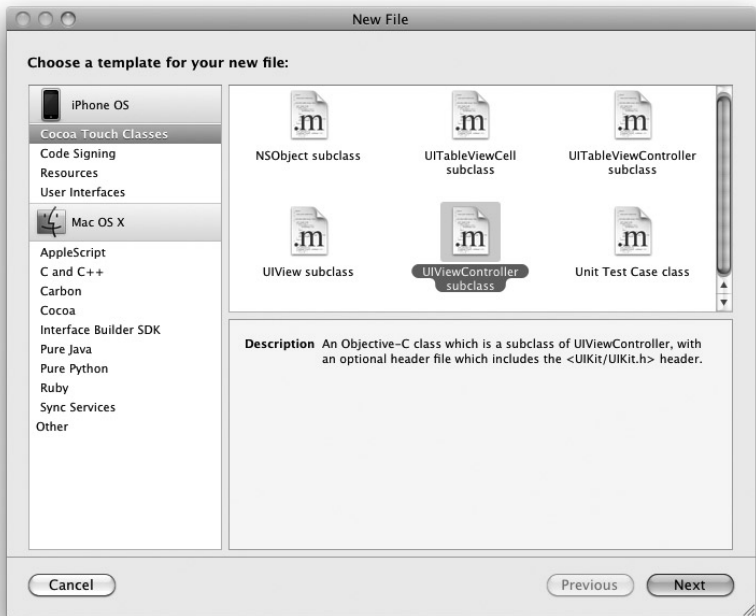 New File
Choose a template for your new file:
iPhone OS
Cocoa Touch Classes
Code Signing
Resources
User Interfaces
Mac OS X
AppleScript
C and C++
Carbon
Cocoa
Interface Builder SDK
Pure Java
Pure Python
Ruby
Sync Services
Other
.m
.m
.m
NSObject subclass
UITableViewCell
subclass
UITableViewController
subclass
.m
.m
.m
UIView subclass
UIViewController
subclass
Unit Test Case class
Description An Objective-C class which is a subclass of UIViewController, with
an optional header file which includes the <UIKit/UIKit.h> header.
Cancel
Previous
Next